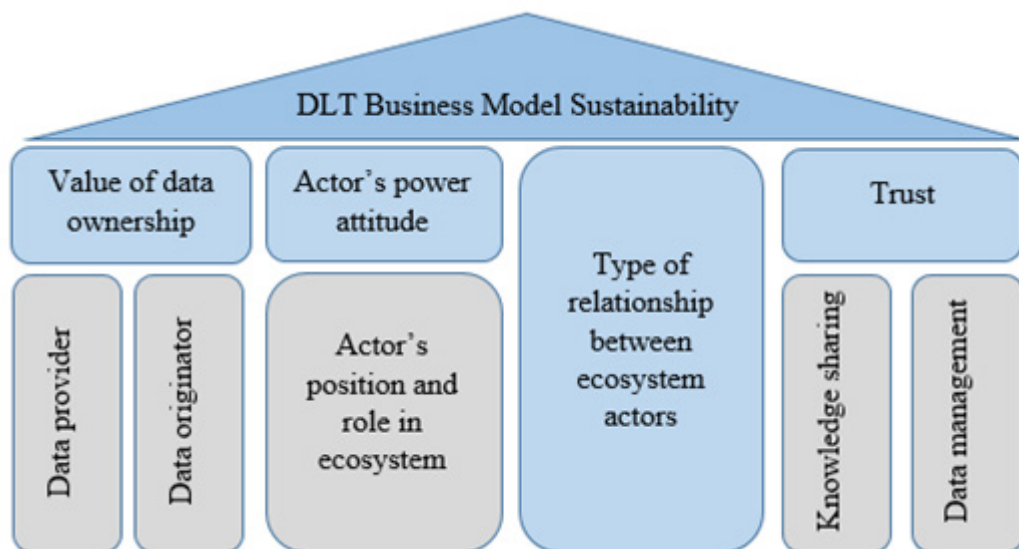 DLT Business Model Sustainability
Value of data
ownership
Actor’s power
attitude
Type of
relationship
between
ecosystem
actors
Trust
Data provider
Data originator
Actor’s
position and
role in
ecosystem
Knowledge sharing
Data management